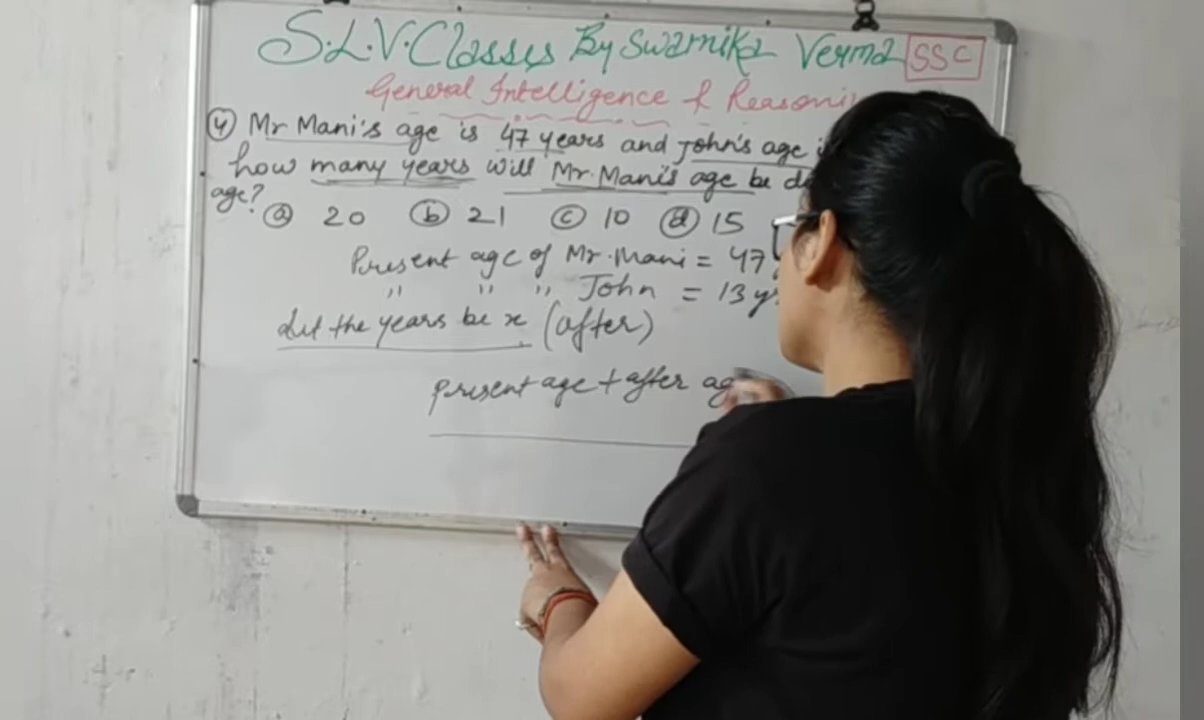 S.L.V. Classes By Swarnika Verma SSC
General Intelligence & Reasoni
④ Mr Mani's age is 47 years and John's age
how many years will Mr. Mani's age be
age?
ⓐ 20 ⓑ 21 ⓒ 10 ⓓ 15
Present age of Mr. Mani = 47
" " " John = 13 y
Let the years be x (after)
Present age + after ag